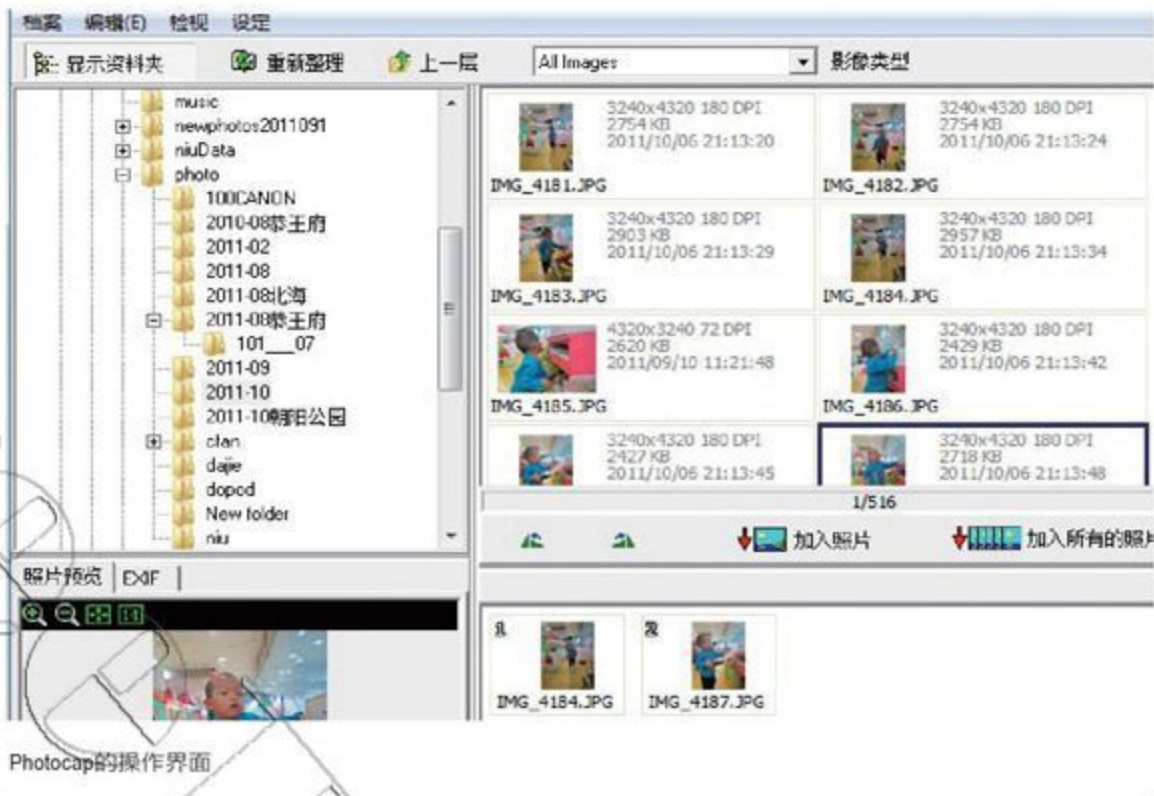 档案 编辑(E) 检视 设定
显示资料夹 重新整理 上一层 All Images 影像类型
music
newphotos2011091
niuData
photo
100CANON
2010-08恭王府
2011-02
2011-08
2011-08北海
2011-08恭王府
101___07
2011-09
2011-10
2011-10朝阳公园
clan
dajie
dopod
New folder
niu
3240x4320 180 DPI
2754 KB
2011/10/06 21:13:20
IMG_4181.JPG
3240x4320 180 DPI
2754 KB
2011/10/06 21:13:24
IMG_4182.JPG
3240x4320 180 DPI
2903 KB
2011/10/06 21:13:29
IMG_4183.JPG
3240x4320 180 DPI
2957 KB
2011/10/06 21:13:34
IMG_4184.JPG
4320x3240 72 DPI
2620 KB
2011/09/10 11:21:48
IMG_4185.JPG
3240x4320 180 DPI
2429 KB
2011/10/06 21:13:42
IMG_4186.JPG
3240x4320 180 DPI
2427 KB
2011/10/06 21:13:45
3240x4320 180 DPI
2718 KB
2011/10/06 21:13:48
1/516
加入照片 加入所有的照片
照片预览 EXIF
1
IMG_4184.JPG
2
IMG_4187.JPG
Photocap的操作界面